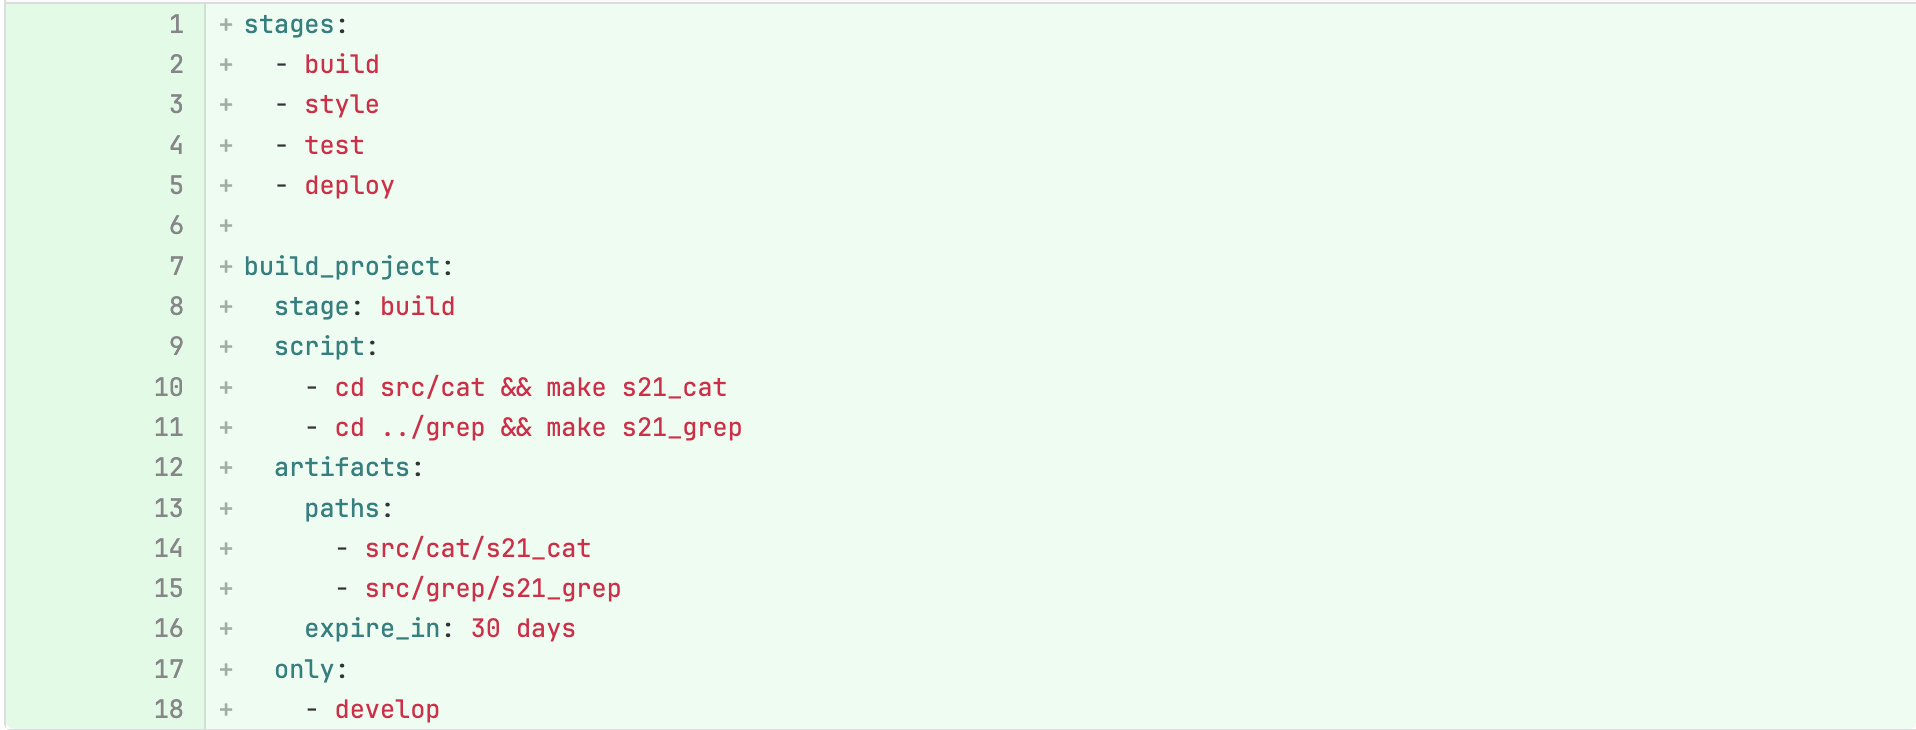 1 + stages:
2 +   - build
3 +   - style
4 +   - test
5 +   - deploy
6 +
7 + build_project:
8 +   stage: build
9 +   script:
10 +     - cd src/cat && make s21_cat
11 +     - cd ../grep && make s21_grep
12 +   artifacts:
13 +     paths:
14 +       - src/cat/s21_cat
15 +       - src/grep/s21_grep
16 +     expire_in: 30 days
17 +   only:
18 +     - develop